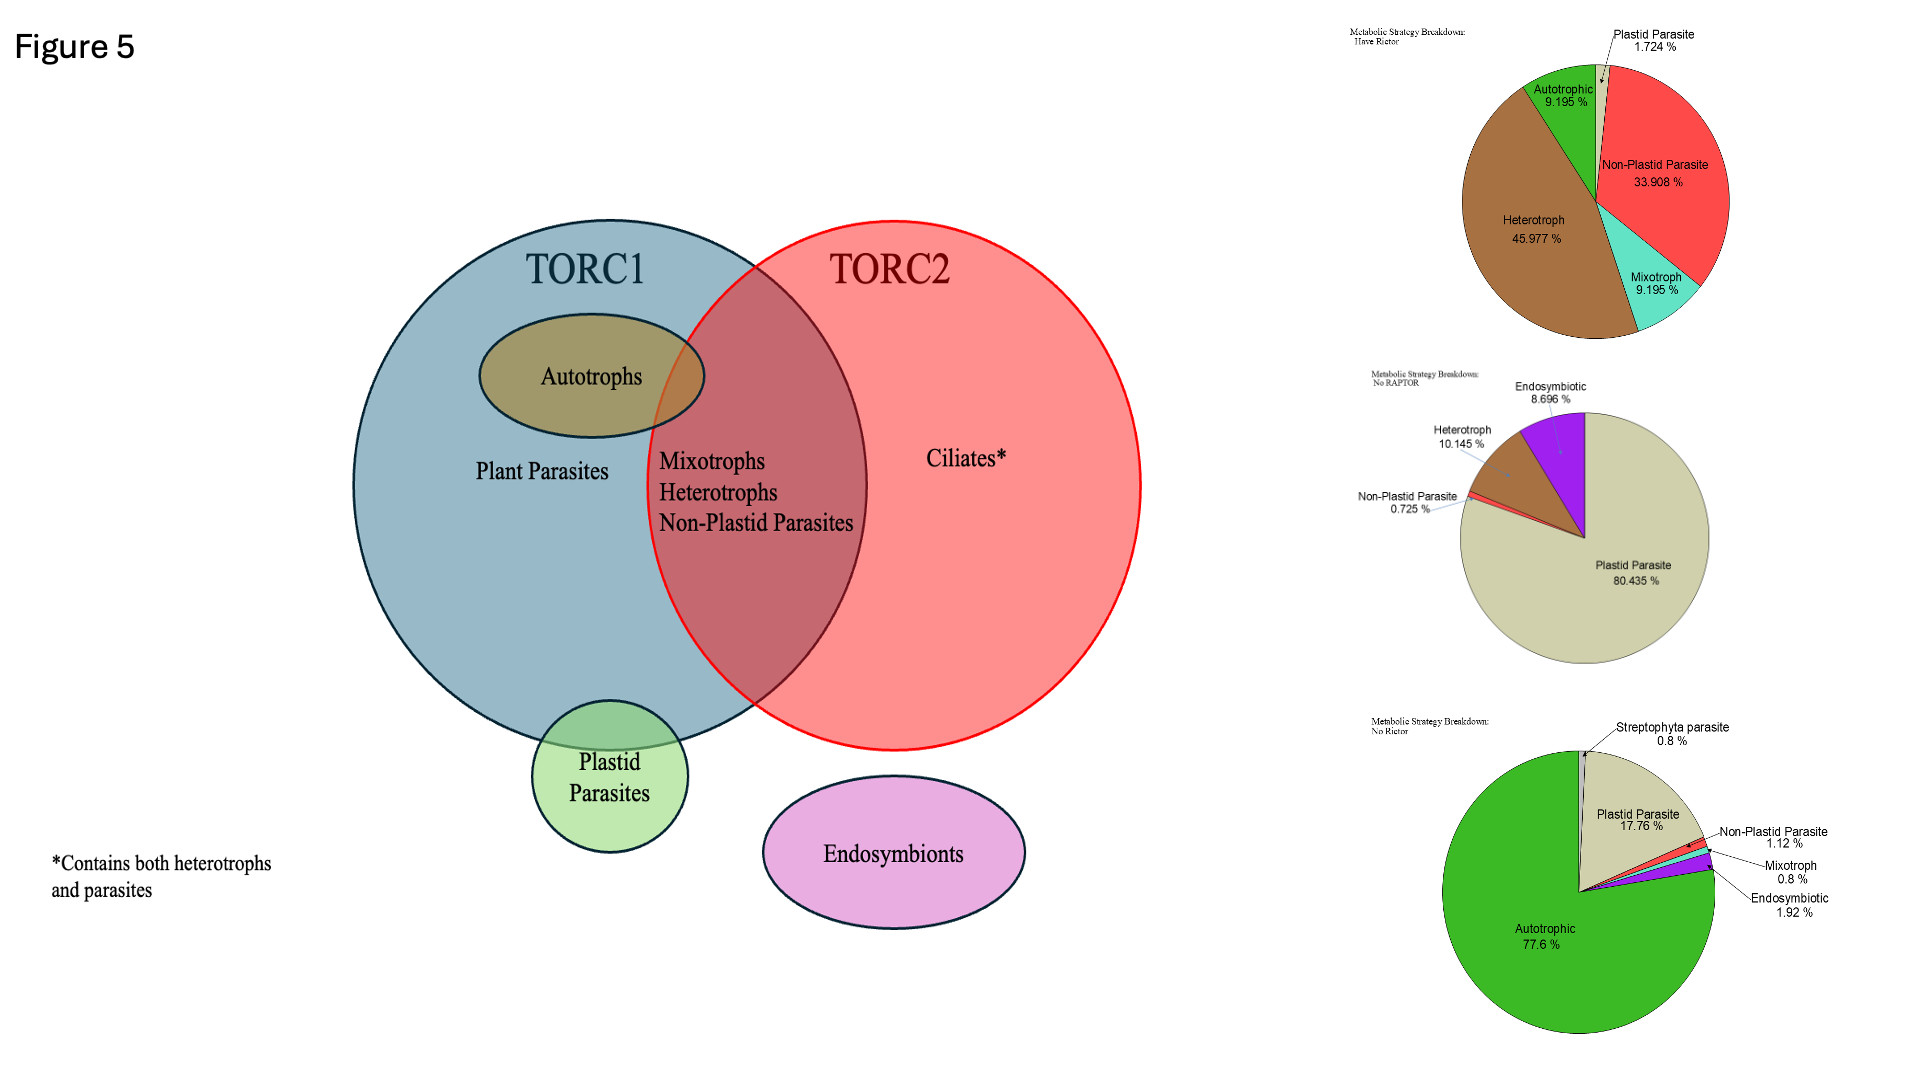 Figure 5
TORC1
TORC2
Autotrophs
Plant Parasites
Mixotrophs
Heterotrophs
Non-Plastid Parasites
Ciliates*
Plastid
Parasites
Endosymbionts
*Contains both heterotrophs
and parasites
Metabolic Strategy Breakdown:
Have Rictor
Plastid Parasite
1.724 %
Autotrophic
9.195 %
Non-Plastid Parasite
33.908 %
Heterotroph
45.977 %
Mixotroph
9.195 %
Metabolic Strategy Breakdown:
No RAPTOR
Endosymbiotic
8.696 %
Heterotroph
10.145 %
Non-Plastid Parasite
0.725 %
Plastid Parasite
80.435 %
Metabolic Strategy Breakdown:
No Rictor
Streptophyta parasite
0.8 %
Plastid Parasite
17.76 %
Non-Plastid Parasite
1.12 %
Mixotroph
0.8 %
Endosymbiotic
1.92 %
Autotrophic
77.6 %